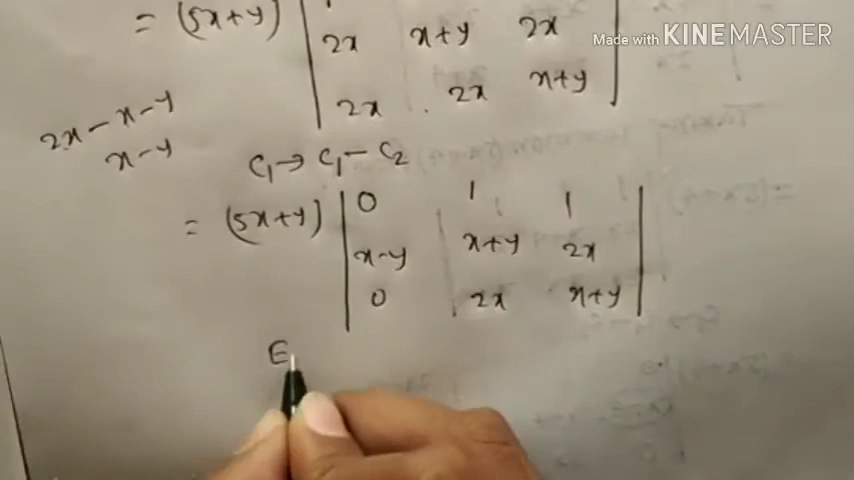 = (5x+y) | 1
2x x+y 2x
2x 2x x+y |
Made with KINEMASTER
2x - x - y
x - y
C₁ → C₁ - C₂
= (5x+y) | 0 1 1
x-y x+y 2x
0 2x x+y |
E